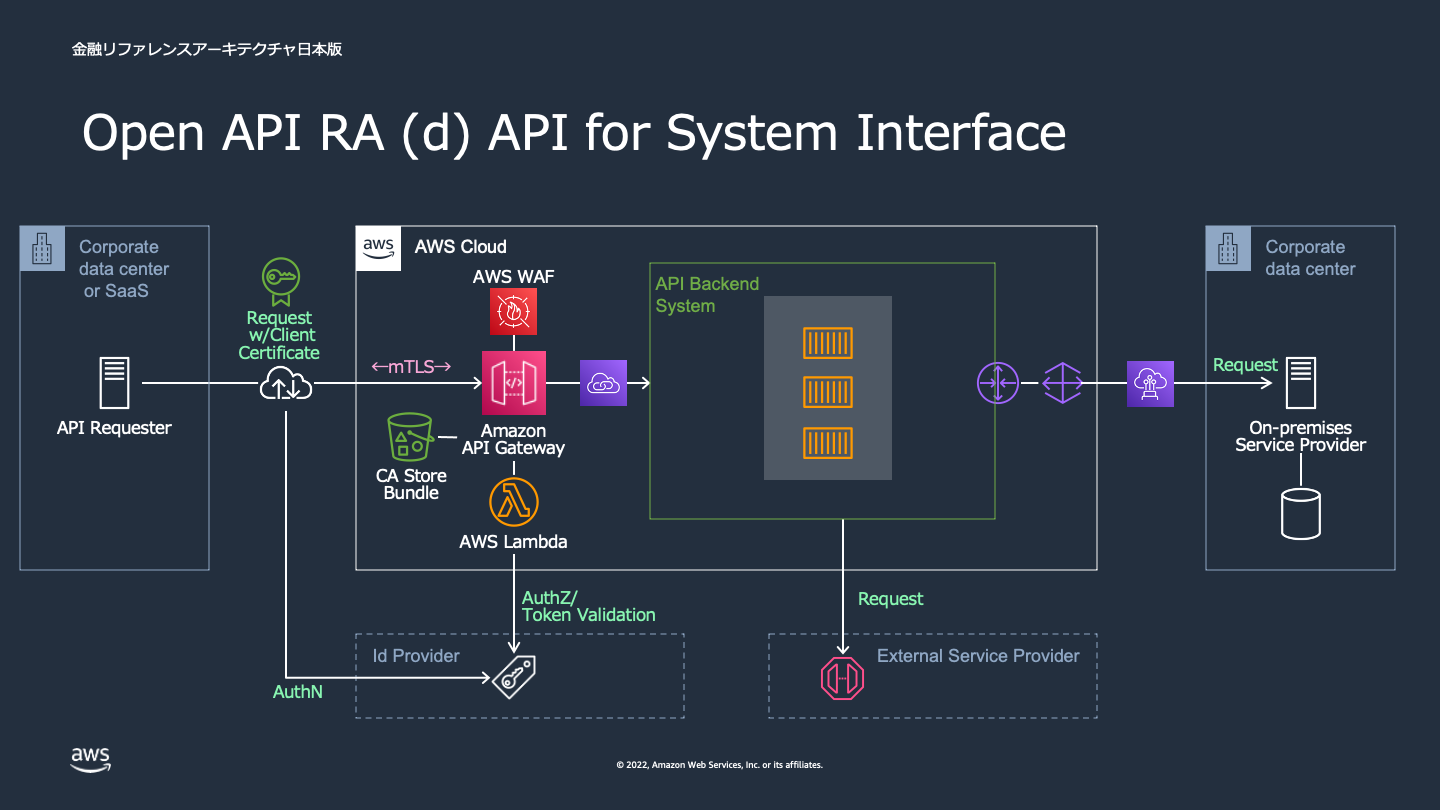 金融リファレンスアーキテクチャ日本版
Open API RA (d) API for System Interface
Corporate
data center
or SaaS
API Requester
Request
w/Client
Certificate
aws
AWS Cloud
AWS WAF
←mTLS→
Amazon
API Gateway
CA Store
Bundle
AWS Lambda
API Backend
System
Corporate
data center
Request
On-premises
Service Provider
AuthZ/
Token Validation
Request
Id Provider
AuthN
External Service Provider
aws
© 2022, Amazon Web Services, Inc. or its affiliates.